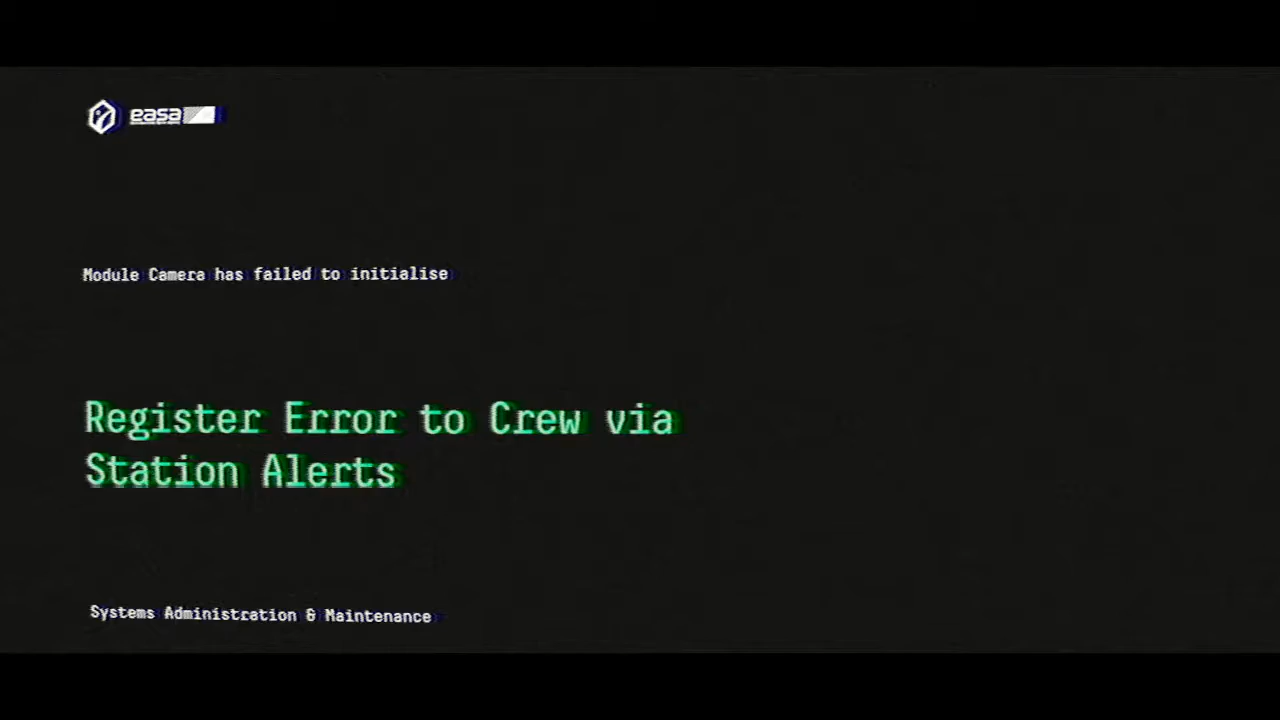 easa
Module Camera has failed to initialise
Register Error to Crew via
Station Alerts
Systems Administration & Maintenance